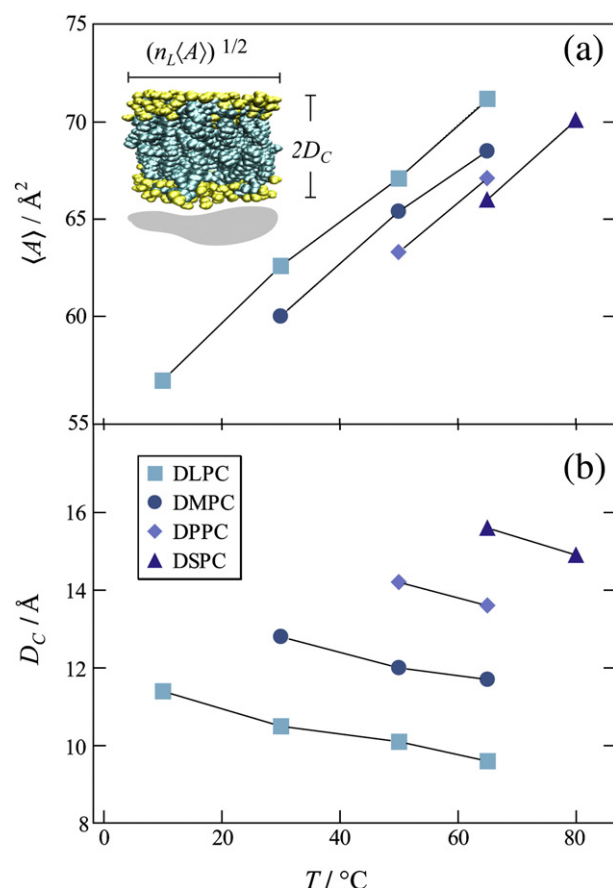 (a)
(n_L⟨A⟩)^1/2
2D_C
⟨A⟩ / Å²
75
70
65
60
55
(b)
DLPC
DMPC
DPPC
DSPC
D_C / Å
16
14
12
10
8
0 20 40 60 80
T / °C